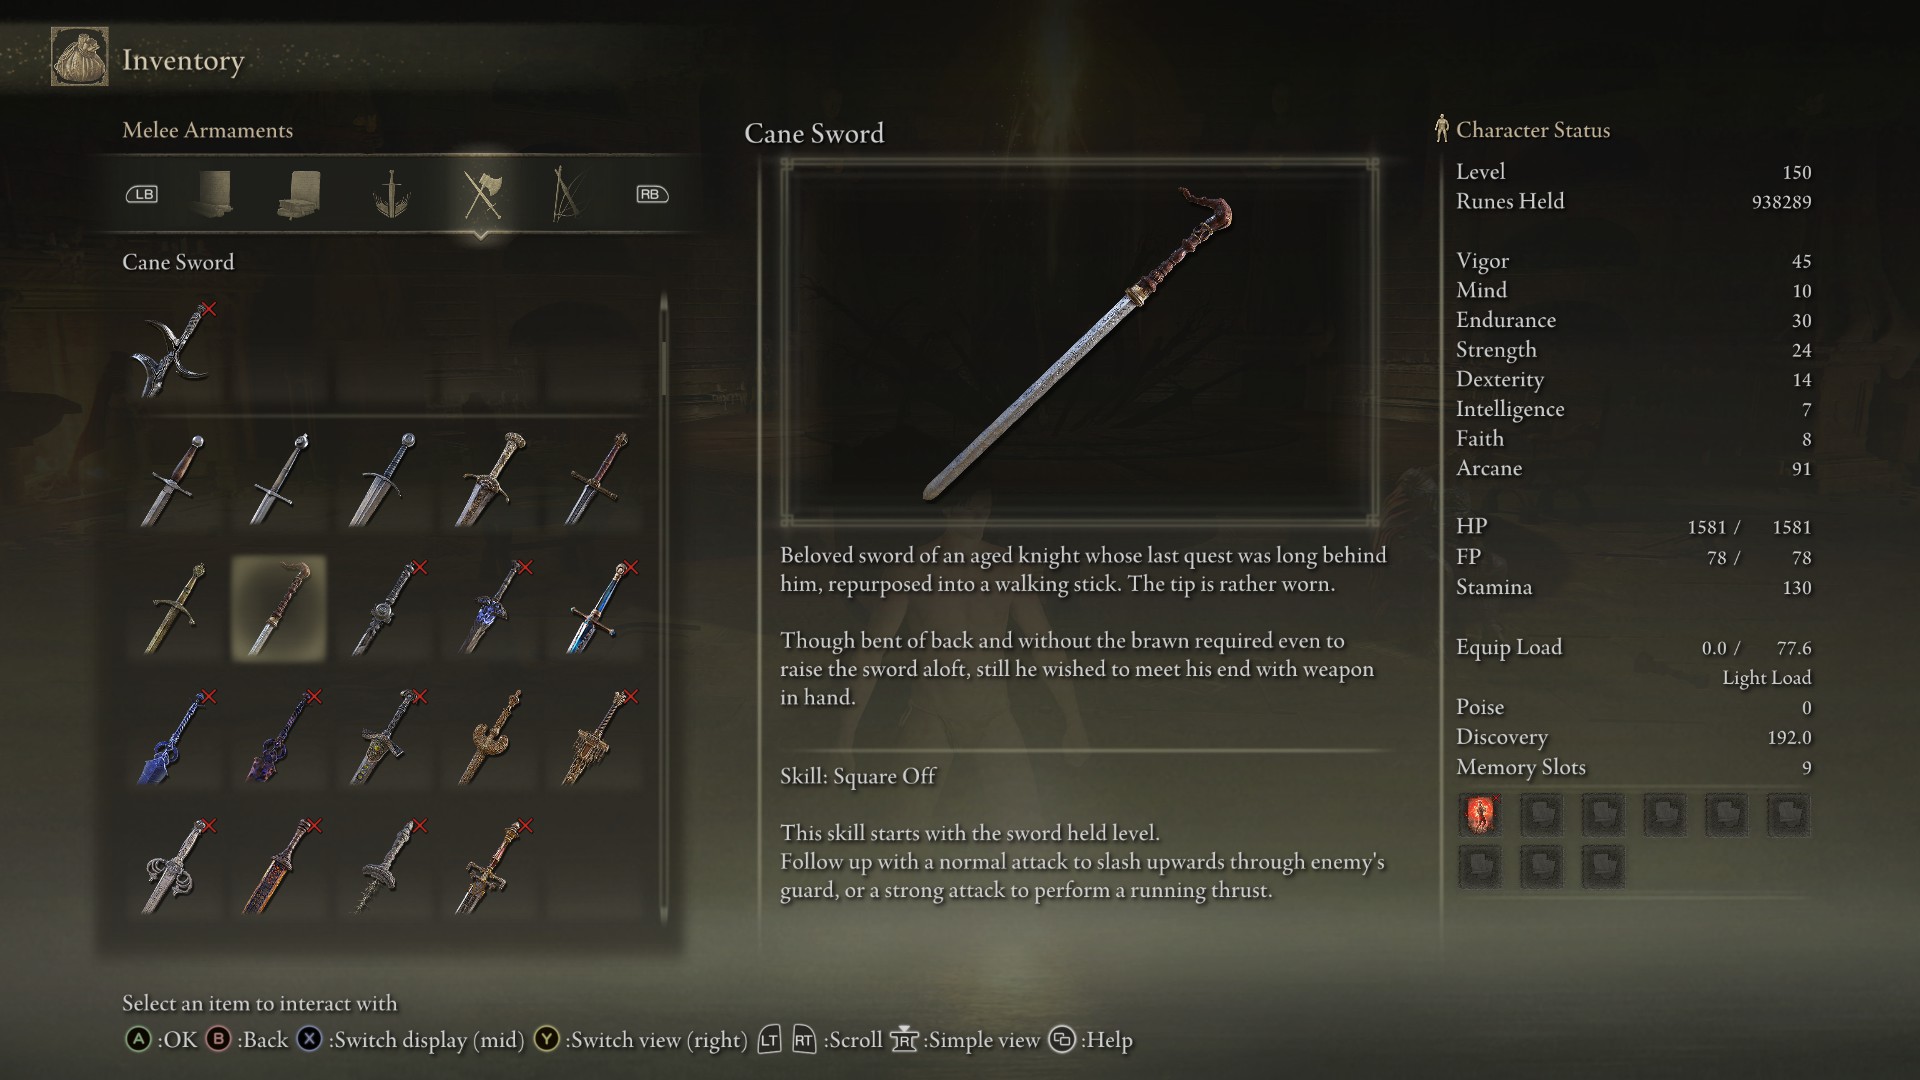 Inventory
Melee Armaments
LB
RB
Cane Sword
Cane Sword
Beloved sword of an aged knight whose last quest was long behind
him, repurposed into a walking stick. The tip is rather worn.
Though bent of back and without the brawn required even to
raise the sword aloft, still he wished to meet his end with weapon
in hand.
Skill: Square Off
This skill starts with the sword held level.
Follow up with a normal attack to slash upwards through enemy's
guard, or a strong attack to perform a running thrust.
Character Status
Level 150
Runes Held 938289
Vigor 45
Mind 10
Endurance 30
Strength 24
Dexterity 14
Intelligence 7
Faith 8
Arcane 91
HP 1581 / 1581
FP 78 / 78
Stamina 130
Equip Load 0.0 / 77.6
Light Load
Poise 0
Discovery 192.0
Memory Slots 9
Select an item to interact with
A :OK B :Back X :Switch display (mid) Y :Switch view (right) LT RT :Scroll R :Simple view :Help